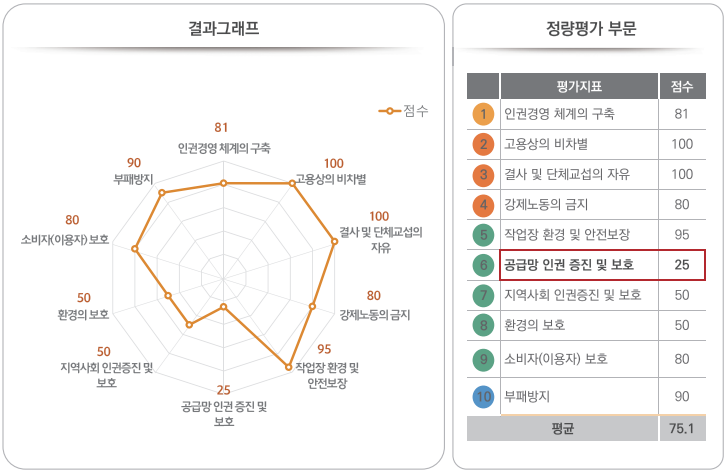 결과그래프
점수
81
인권경영 체계의 구축
100
고용상의 비차별
100
결사 및 단체교섭의
자유
80
강제노동의 금지
95
작업장 환경 및
안전보장
25
공급망 인권 증진 및
보호
50
지역사회 인권증진 및
보호
50
환경의 보호
80
소비자(이용자) 보호
90
부패방지
정량평가 부문
평가지표 점수
1 인권경영 체계의 구축 81
2 고용상의 비차별 100
3 결사 및 단체교섭의 자유 100
4 강제노동의 금지 80
5 작업장 환경 및 안전보장 95
6 공급망 인권 증진 및 보호 25
7 지역사회 인권증진 및 보호 50
8 환경의 보호 50
9 소비자(이용자) 보호 80
10 부패방지 90
평균 75.1